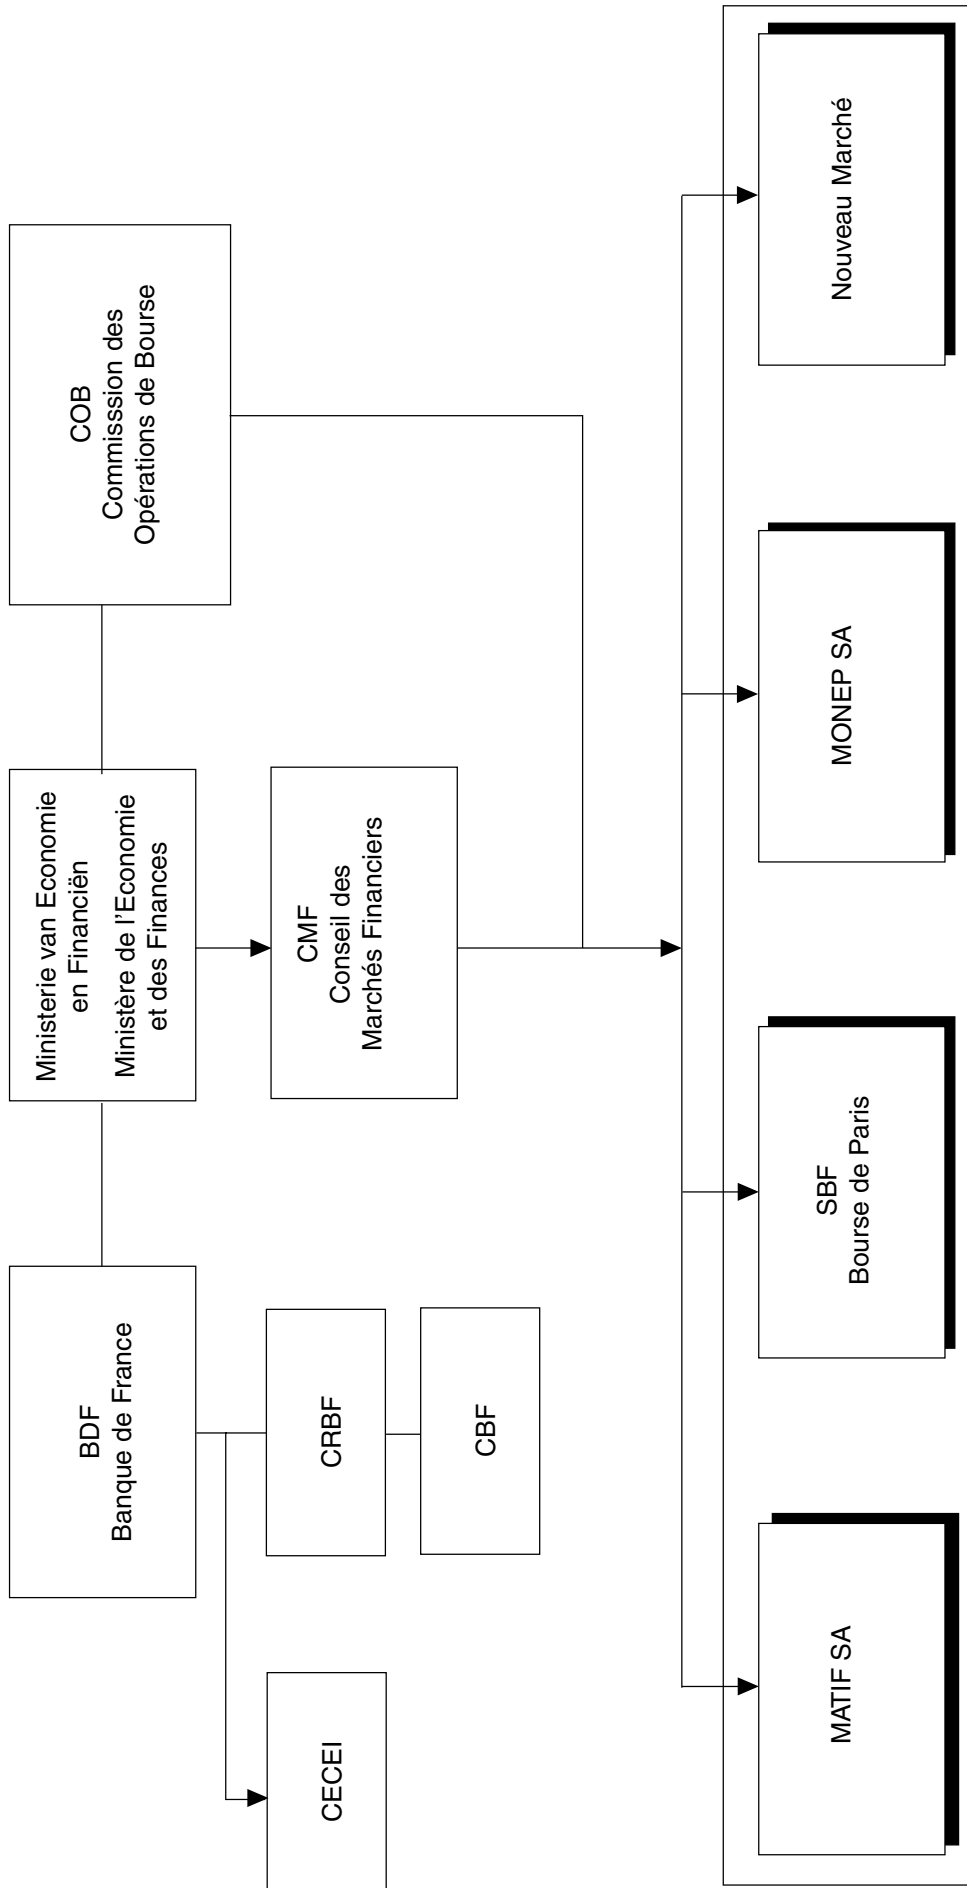 BDF
Banque de France
Ministerie van Economie
en Financiën
Ministère de l'Economie
et des Finances
COB
Commisssion des
Opérations de Bourse
CECEI
CRBF
CBF
CMF
Conseil des
Marchés Financiers
MATIF SA
SBF
Bourse de Paris
MONEP SA
Nouveau Marché